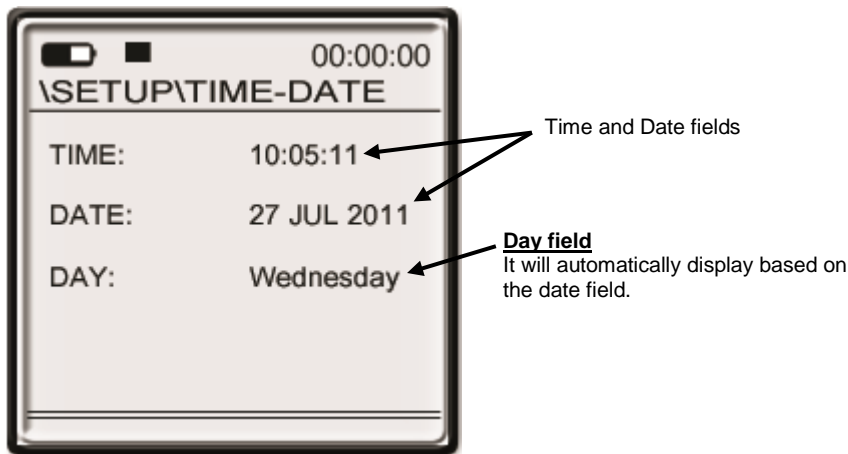 00:00:00
\SETUP\TIME-DATE
TIME: 10:05:11
DATE: 27 JUL 2011
DAY: Wednesday
Time and Date fields
Day field
It will automatically display based on
the date field.